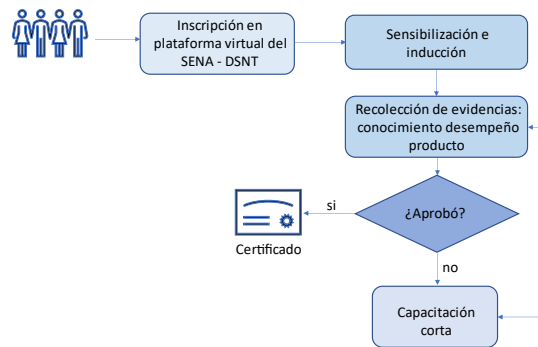 Inscripción en
plataforma virtual del
SENA - DSNT
Sensibilización e
inducción
Recolección de evidencias:
conocimiento desempeño
producto
¿Aprobó?
si
Certificado
no
Capacitación
corta